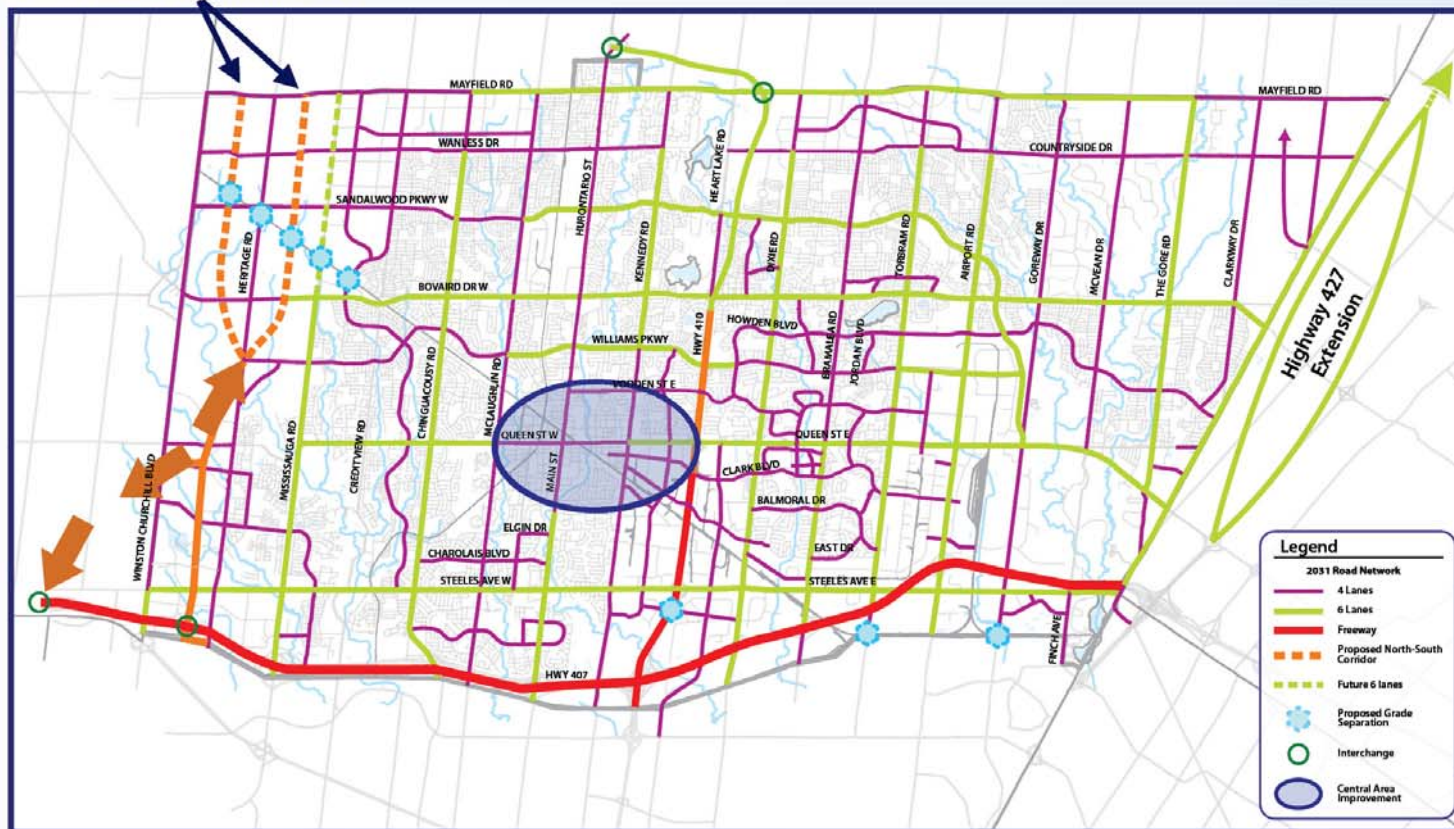 MAYFIELD RD
MAYFIELD RD
WANLESS DR
COUNTRYSIDE DR
SANDALWOOD PKWY W
HURONTARIO ST
HEART LAKE RD
HERITAGE RD
KENNEDY RD
DIXIE RD
TORBRAM RD
AIRPORT RD
GOREWAY DR
MCVEAN DR
THE GORE RD
CLARKWAY DR
BOVAIRD DR W
HWY 410
HOWDEN BLVD
WILLIAMS PKWY
BRAMALEA RD
JORDAN BLVD
Highway 427
Extension
CHINGUACOUSY RD
MCLAUGHLIN RD
VODDEN ST E
MISSISSAUGA RD
CREDITVIEW RD
QUEEN ST W
QUEEN ST E
MAIN ST
CLARK BLVD
WINSTON CHURCHILL BLVD
BALMORAL DR
ELGIN DR
CHAROLAIS BLVD
EAST DR
STEELES AVE W
STEELES AVE E
FINCH AVE
HWY 407
Legend
2031 Road Network
4 Lanes
6 Lanes
Freeway
Proposed North-South
Corridor
Future 6 lanes
Proposed Grade
Separation
Interchange
Central Area
Improvement